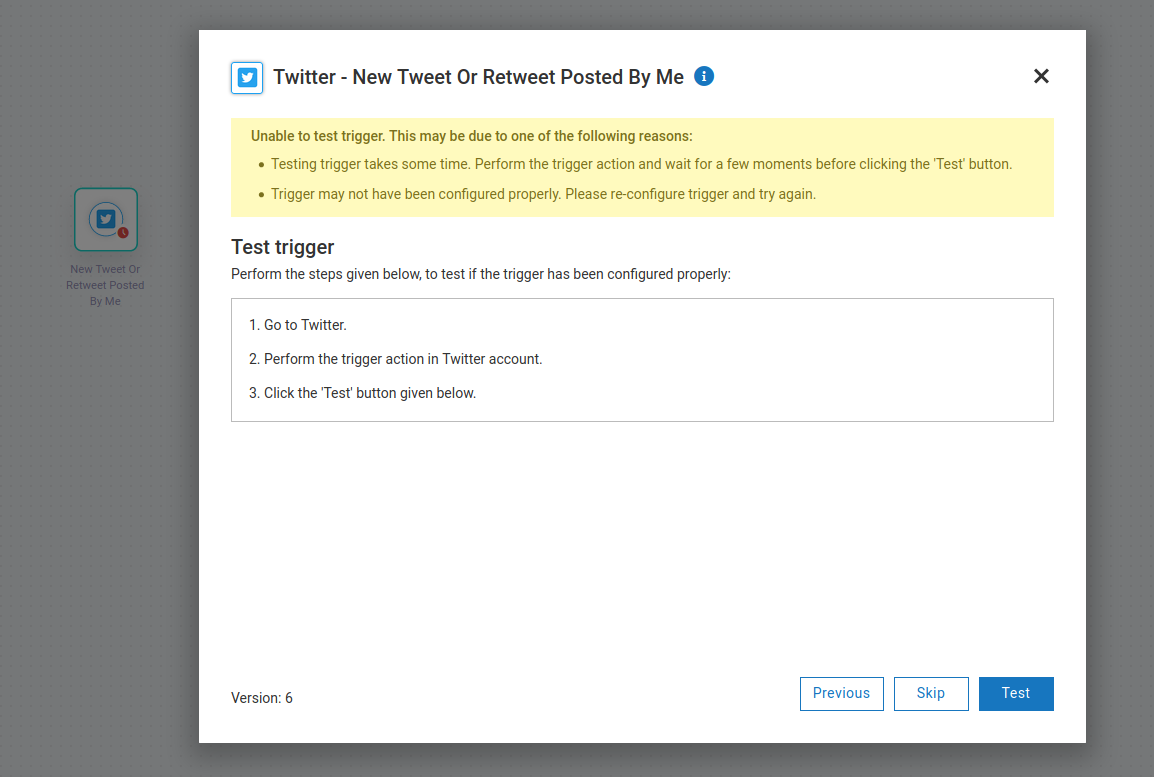 Twitter - New Tweet Or Retweet Posted By Me
Unable to test trigger. This may be due to one of the following reasons:
• Testing trigger takes some time. Perform the trigger action and wait for a few moments before clicking the 'Test' button.
• Trigger may not have been configured properly. Please re-configure trigger and try again.
New Tweet Or
Retweet Posted
By Me
Test trigger
Perform the steps given below, to test if the trigger has been configured properly:
1. Go to Twitter.
2. Perform the trigger action in Twitter account.
3. Click the 'Test' button given below.
Version: 6
Previous
Skip
Test